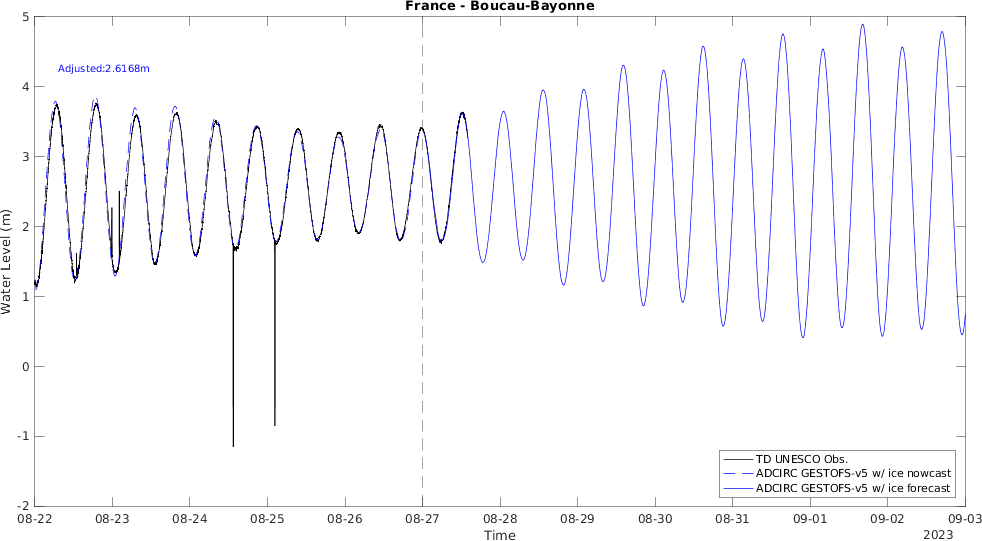 France - Boucau-Bayonne
5
4
3
2
1
0
-1
-2
Adjusted:2.6168m
Water Level (m)
TD UNESCO Obs.
ADCIRC GESTOFS-v5 w/ ice nowcast
ADCIRC GESTOFS-v5 w/ ice forecast
08-22 08-23 08-24 08-25 08-26 08-27 08-28 08-29 08-30 08-31 09-01 09-02 09-03
Time
2023